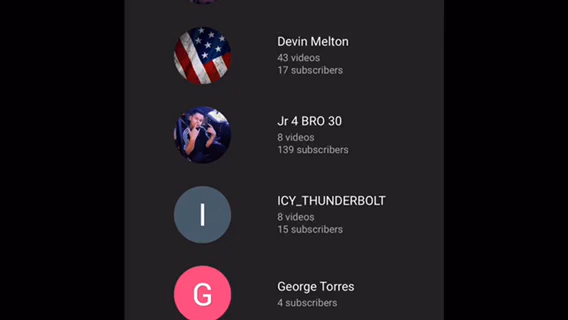 Devin Melton
43 videos
17 subscribers
Jr 4 BRO 30
8 videos
139 subscribers
I
ICY_THUNDERBOLT
8 videos
15 subscribers
G
George Torres
4 subscribers